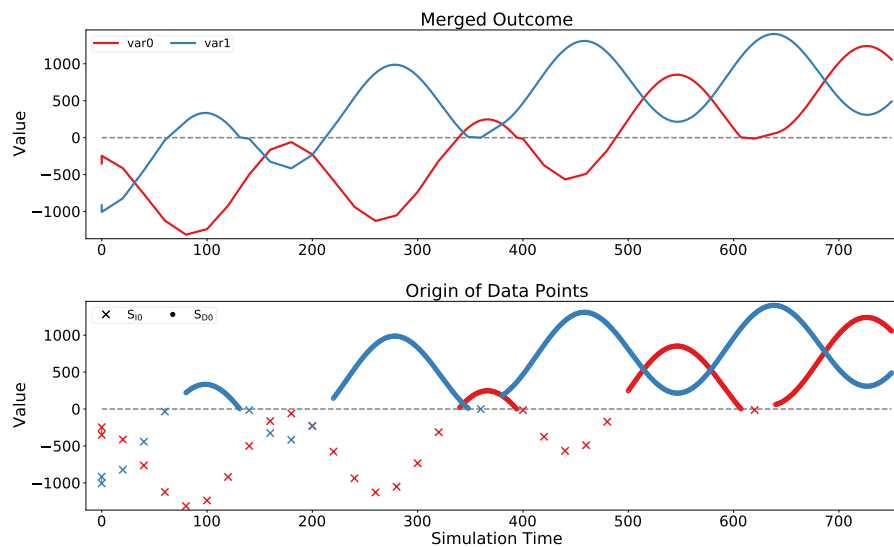 Merged Outcome
var0 var1
1000
500
0
−500
−1000
Value
0 100 200 300 400 500 600 700
Origin of Data Points
S_I0 S_D0
1000
500
0
−500
−1000
Value
0 100 200 300 400 500 600 700
Simulation Time